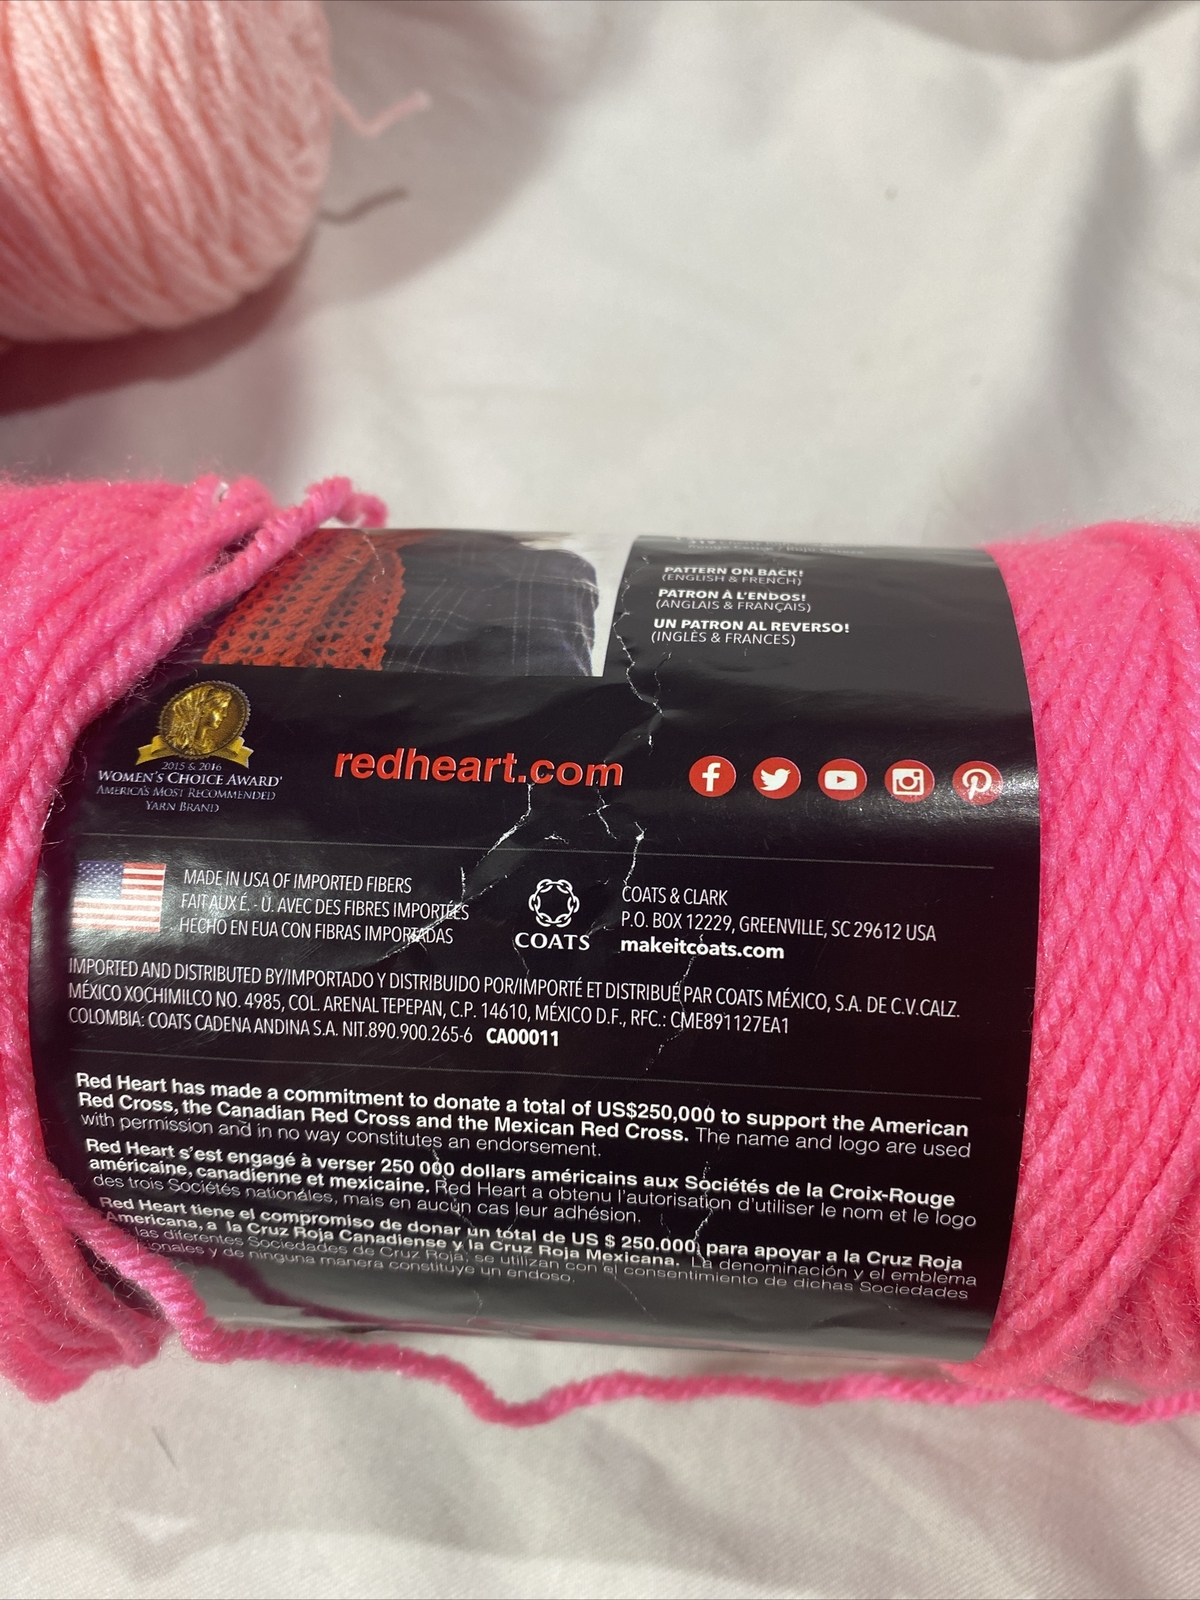 PATTERN ON BACK!
(ENGLISH & FRENCH)
PATRON À L'ENDOS!
(ANGLAIS & FRANÇAIS)
UN PATRON AL REVERSO!
(INGLÈS & FRANCES)
2015 & 2016
WOMEN'S CHOICE AWARD
AMERICA'S MOST RECOMMENDED
YARN BRAND
redheart.com
MADE IN USA OF IMPORTED FIBERS
FAIT AUX É. - U. AVEC DES FIBRES IMPORTÉES
HECHO EN EUA CON FIBRAS IMPORTADAS
COATS
COATS & CLARK
P.O. BOX 12229, GREENVILLE, SC 29612 USA
makeitcoats.com
IMPORTED AND DISTRIBUTED BY/IMPORTADO Y DISTRIBUIDO POR/IMPORTÉ ET DISTRIBUÉ PAR COATS MÉXICO, S.A. DE C.V.CALZ.
MÉXICO XOCHIMILCO NO. 4985, COL. ARENAL TEPEPAN, C.P. 14610, MÉXICO D.F., RFC.: CME891127EA1
COLOMBIA: COATS CADENA ANDINA S.A. NIT.890.900.265-6 CA00011
Red Heart has made a commitment to donate a total of US$250,000 to support the American
Red Cross, the Canadian Red Cross and the Mexican Red Cross. The name and logo are used
with permission and in no way constitutes an endorsement.
Red Heart s'est engagé à verser 250 000 dollars américains aux Sociétés de la Croix-Rouge
américaine, canadienne et mexicaine. Red Heart a obtenu l'autorisation d'utiliser le nom et le logo
des trois Sociétés nationales, mais en aucun cas leur adhésion.
Red Heart tiene el compromiso de donar un total de US $ 250.000 para apoyar a la Cruz Roja
Americana, a la Cruz Roja Canadiense y la Cruz Roja Mexicana. La denominación y el emblema
las diferentes Sociedades de Cruz Roja, se utilizan con el consentimiento de dichas Sociedades
y de ninguna manera constituye un endoso.